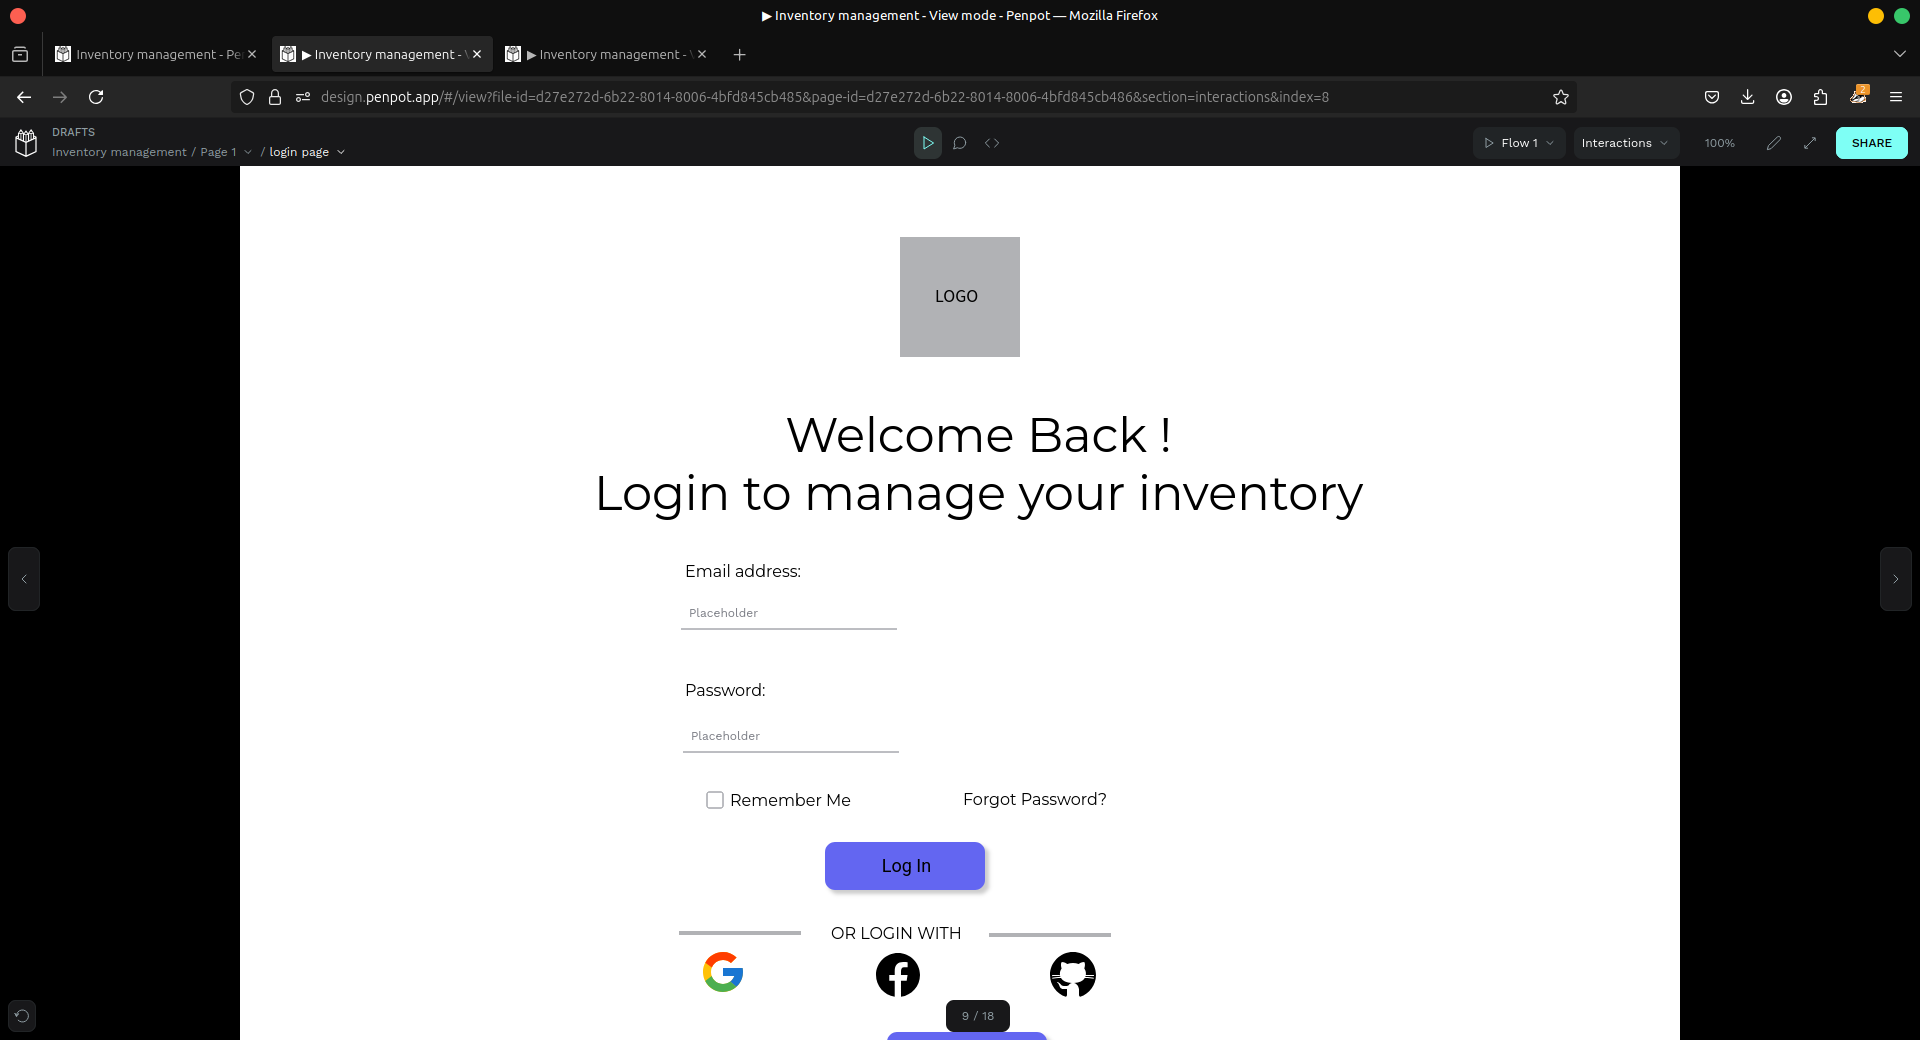 ▶ Inventory management - View mode - Penpot — Mozilla Firefox
Inventory management - Pe
▶ Inventory management -
▶ Inventory management -
design.penpot.app/#/view?file-id=d27e272d-6b22-8014-8006-4bfd845cb485&page-id=d27e272d-6b22-8014-8006-4bfd845cb486&section=interactions&index=8
2
DRAFTS
Inventory management / Page 1 / login page
Flow 1
Interactions
100%
SHARE
LOGO
Welcome Back !
Login to manage your inventory
Email address:
Placeholder
Password:
Placeholder
Remember Me
Forgot Password?
Log In
OR LOGIN WITH
9 / 18